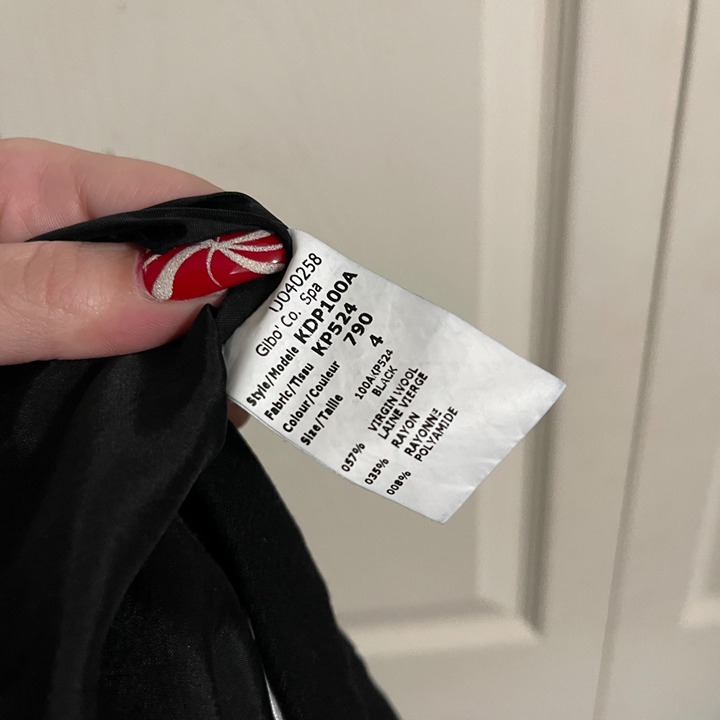 U040258
Gibo' Co. Spa
Style/Modele KDP100A
Fabric/Tissu KP524
Colour/Couleur 790
Size/Taille 4
100AKP524
BLACK
057% VIRGIN WOOL
LAINE VIERGE
035% RAYON
RAYONNE
008% POLYAMIDE